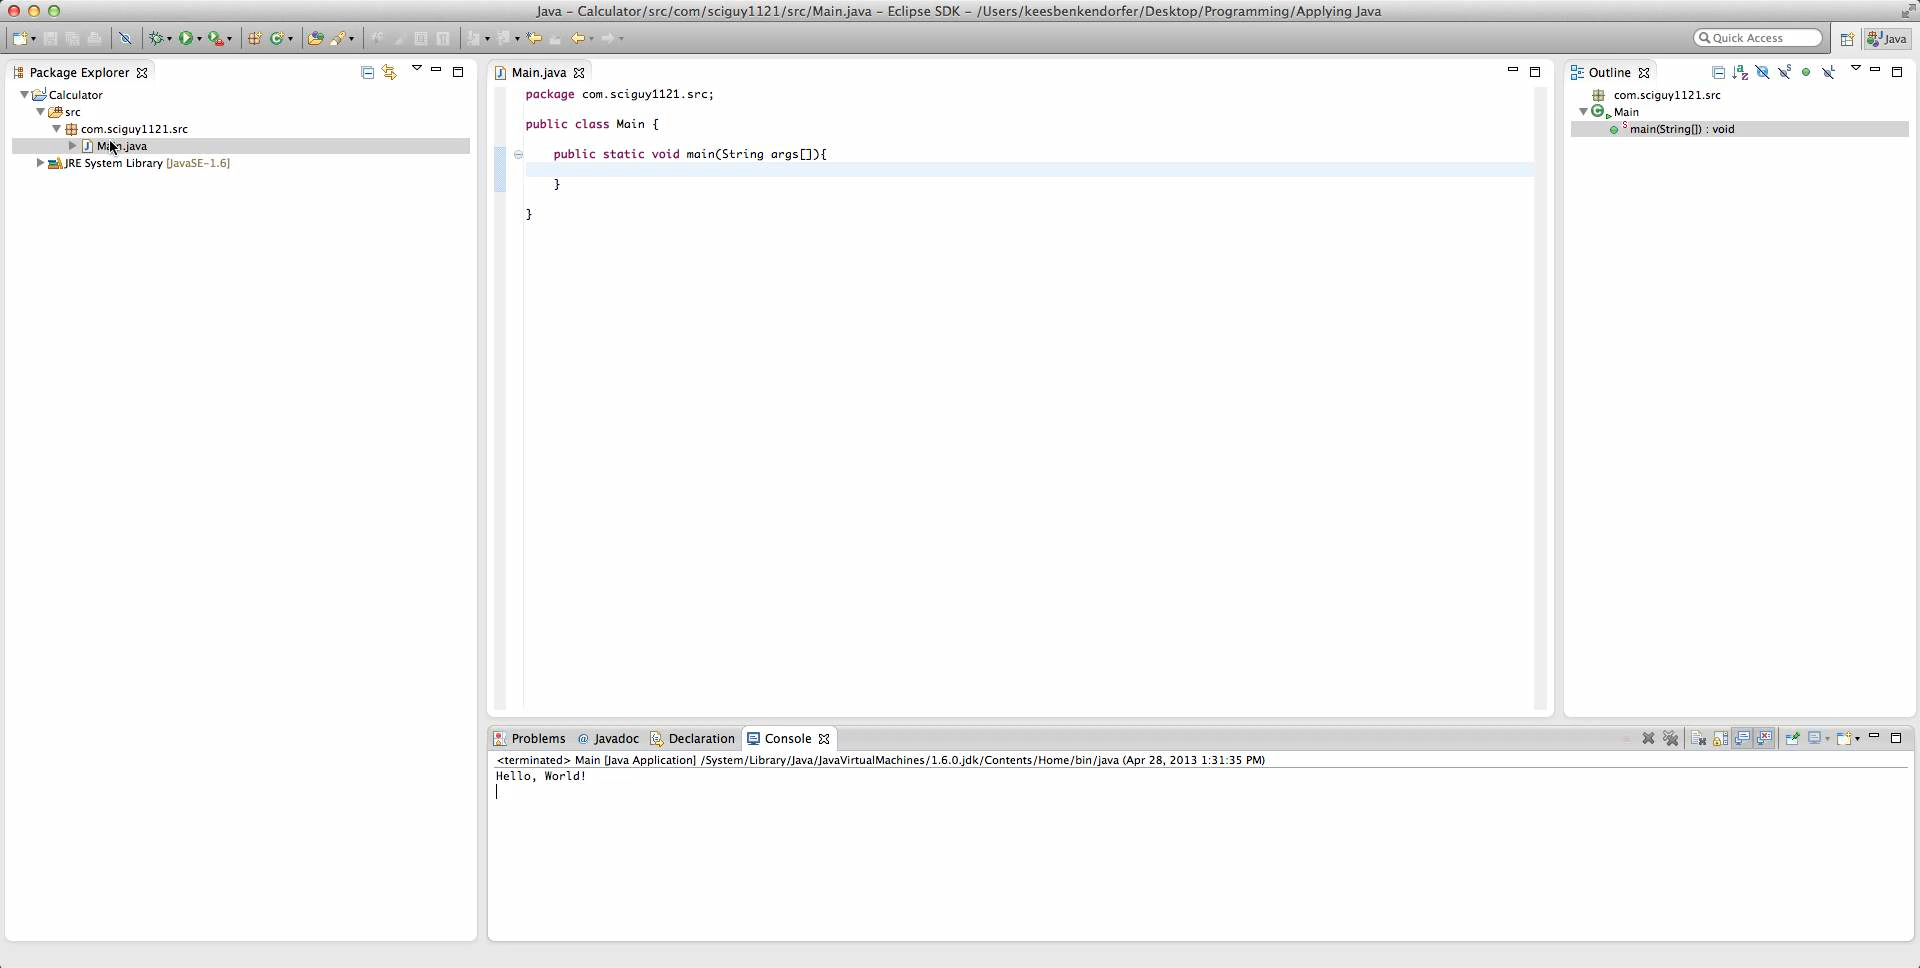 Java – Calculator/src/com/sciguy1121/src/Main.java – Eclipse SDK – /Users/keesbenkendorfer/Desktop/Programming/Applying Java
Quick Access
Java
Package Explorer
Calculator
src
com.sciguy1121.src
Main.java
JRE System Library [JavaSE-1.6]
Main.java
package com.sciguy1121.src;
public class Main {
public static void main(String args[]){
}
}
Outline
com.sciguy1121.src
Main
main(String[]) : void
Problems
Javadoc
Declaration
Console
<terminated> Main [Java Application] /System/Library/Java/JavaVirtualMachines/1.6.0.jdk/Contents/Home/bin/java (Apr 28, 2013 1:31:35 PM)
Hello, World!